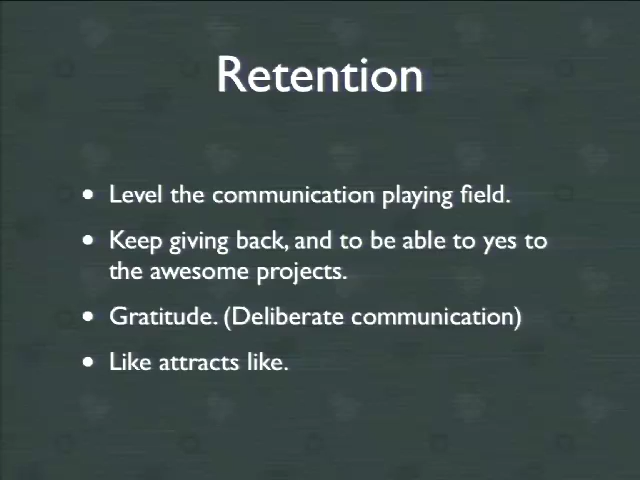 Retention
• Level the communication playing field.
• Keep giving back, and to be able to yes to
the awesome projects.
• Gratitude. (Deliberate communication)
• Like attracts like.